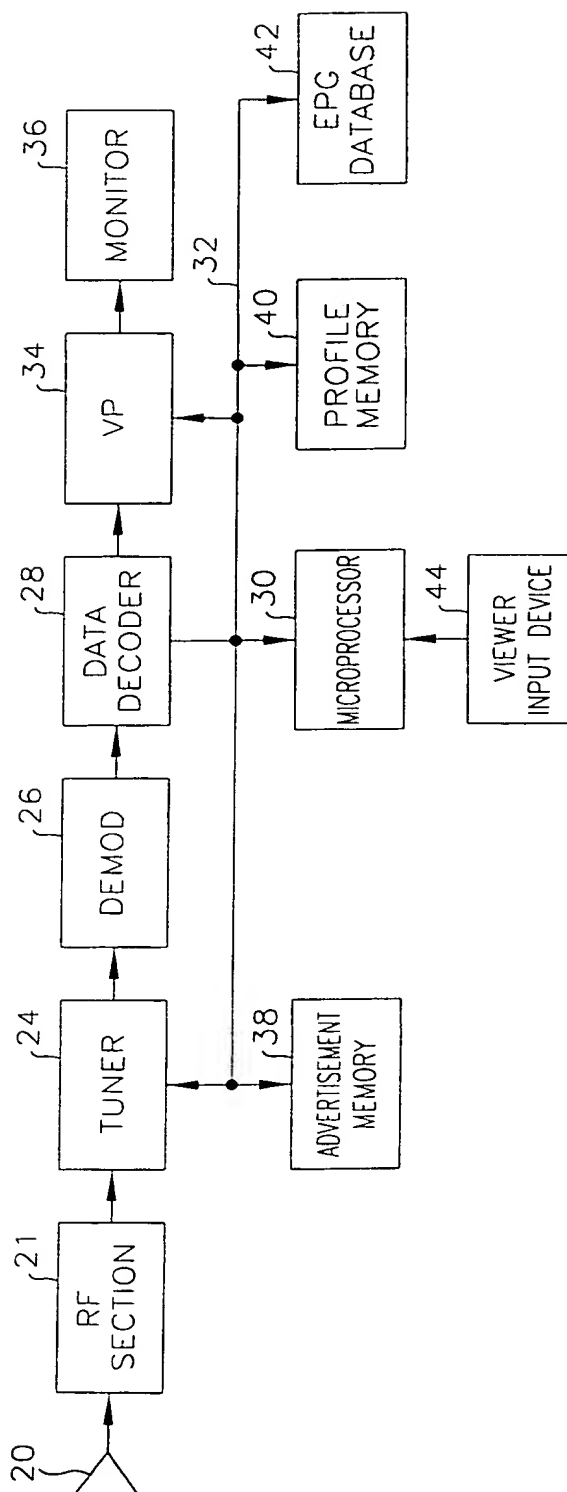 20
21
RF
SECTION
24
TUNER
26
DEMOD
28
DATA
DECODER
34
VP
36
MONITOR
32
38
ADVERTISEMENT
MEMORY
30
MICROPROCESSOR
40
PROFILE
MEMORY
42
EPG
DATABASE
44
VIEWER
INPUT DEVICE